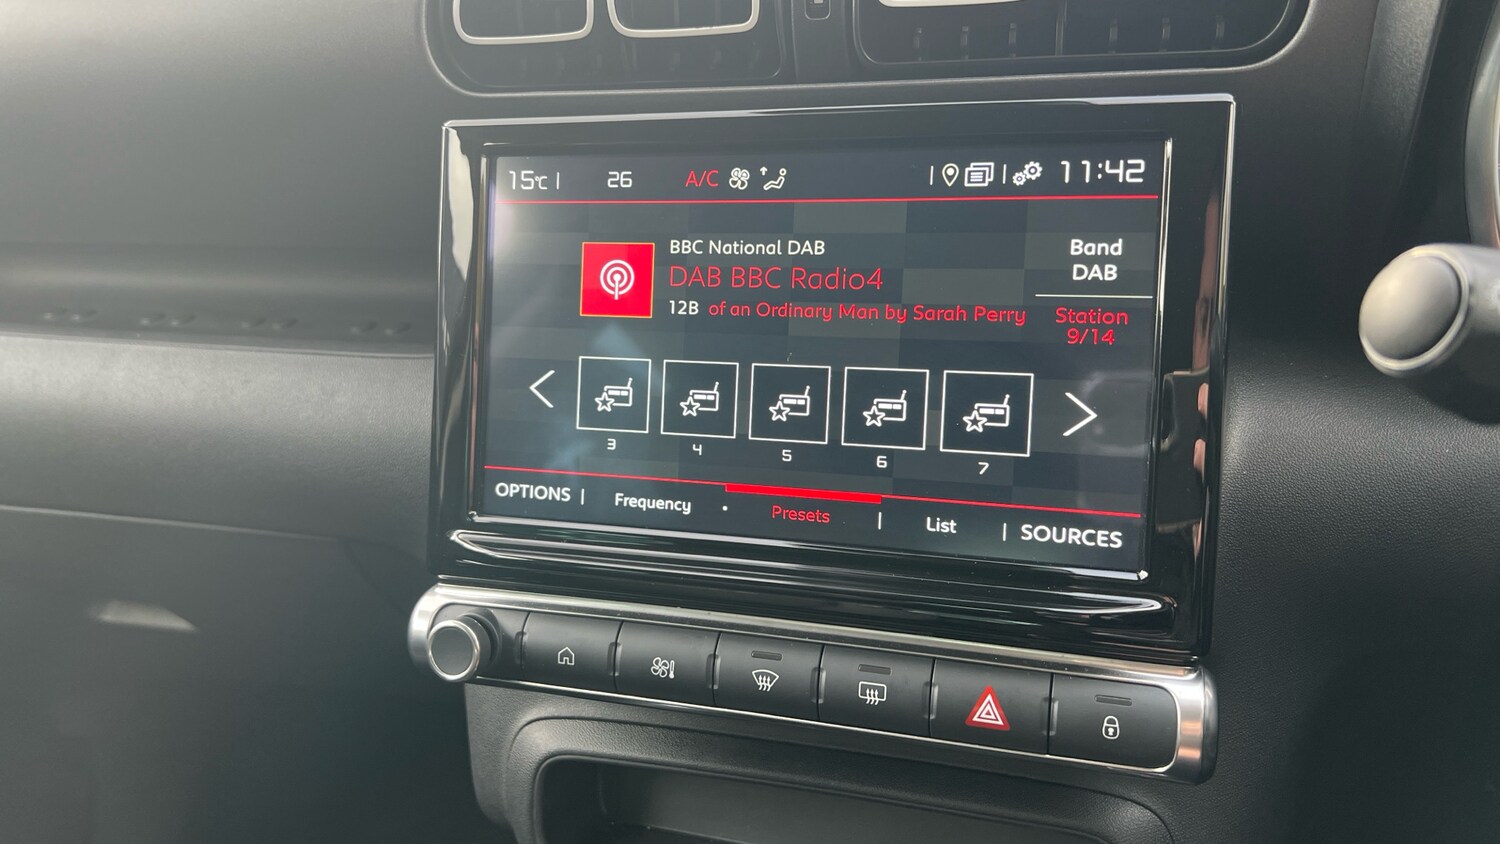 15°C | 26 A/C 11:42
BBC National DAB
DAB BBC Radio4
12B of an Ordinary Man by Sarah Perry
Band
DAB
Station
9/14
3 4 5 6 7
OPTIONS | Frequency • Presets | List | SOURCES